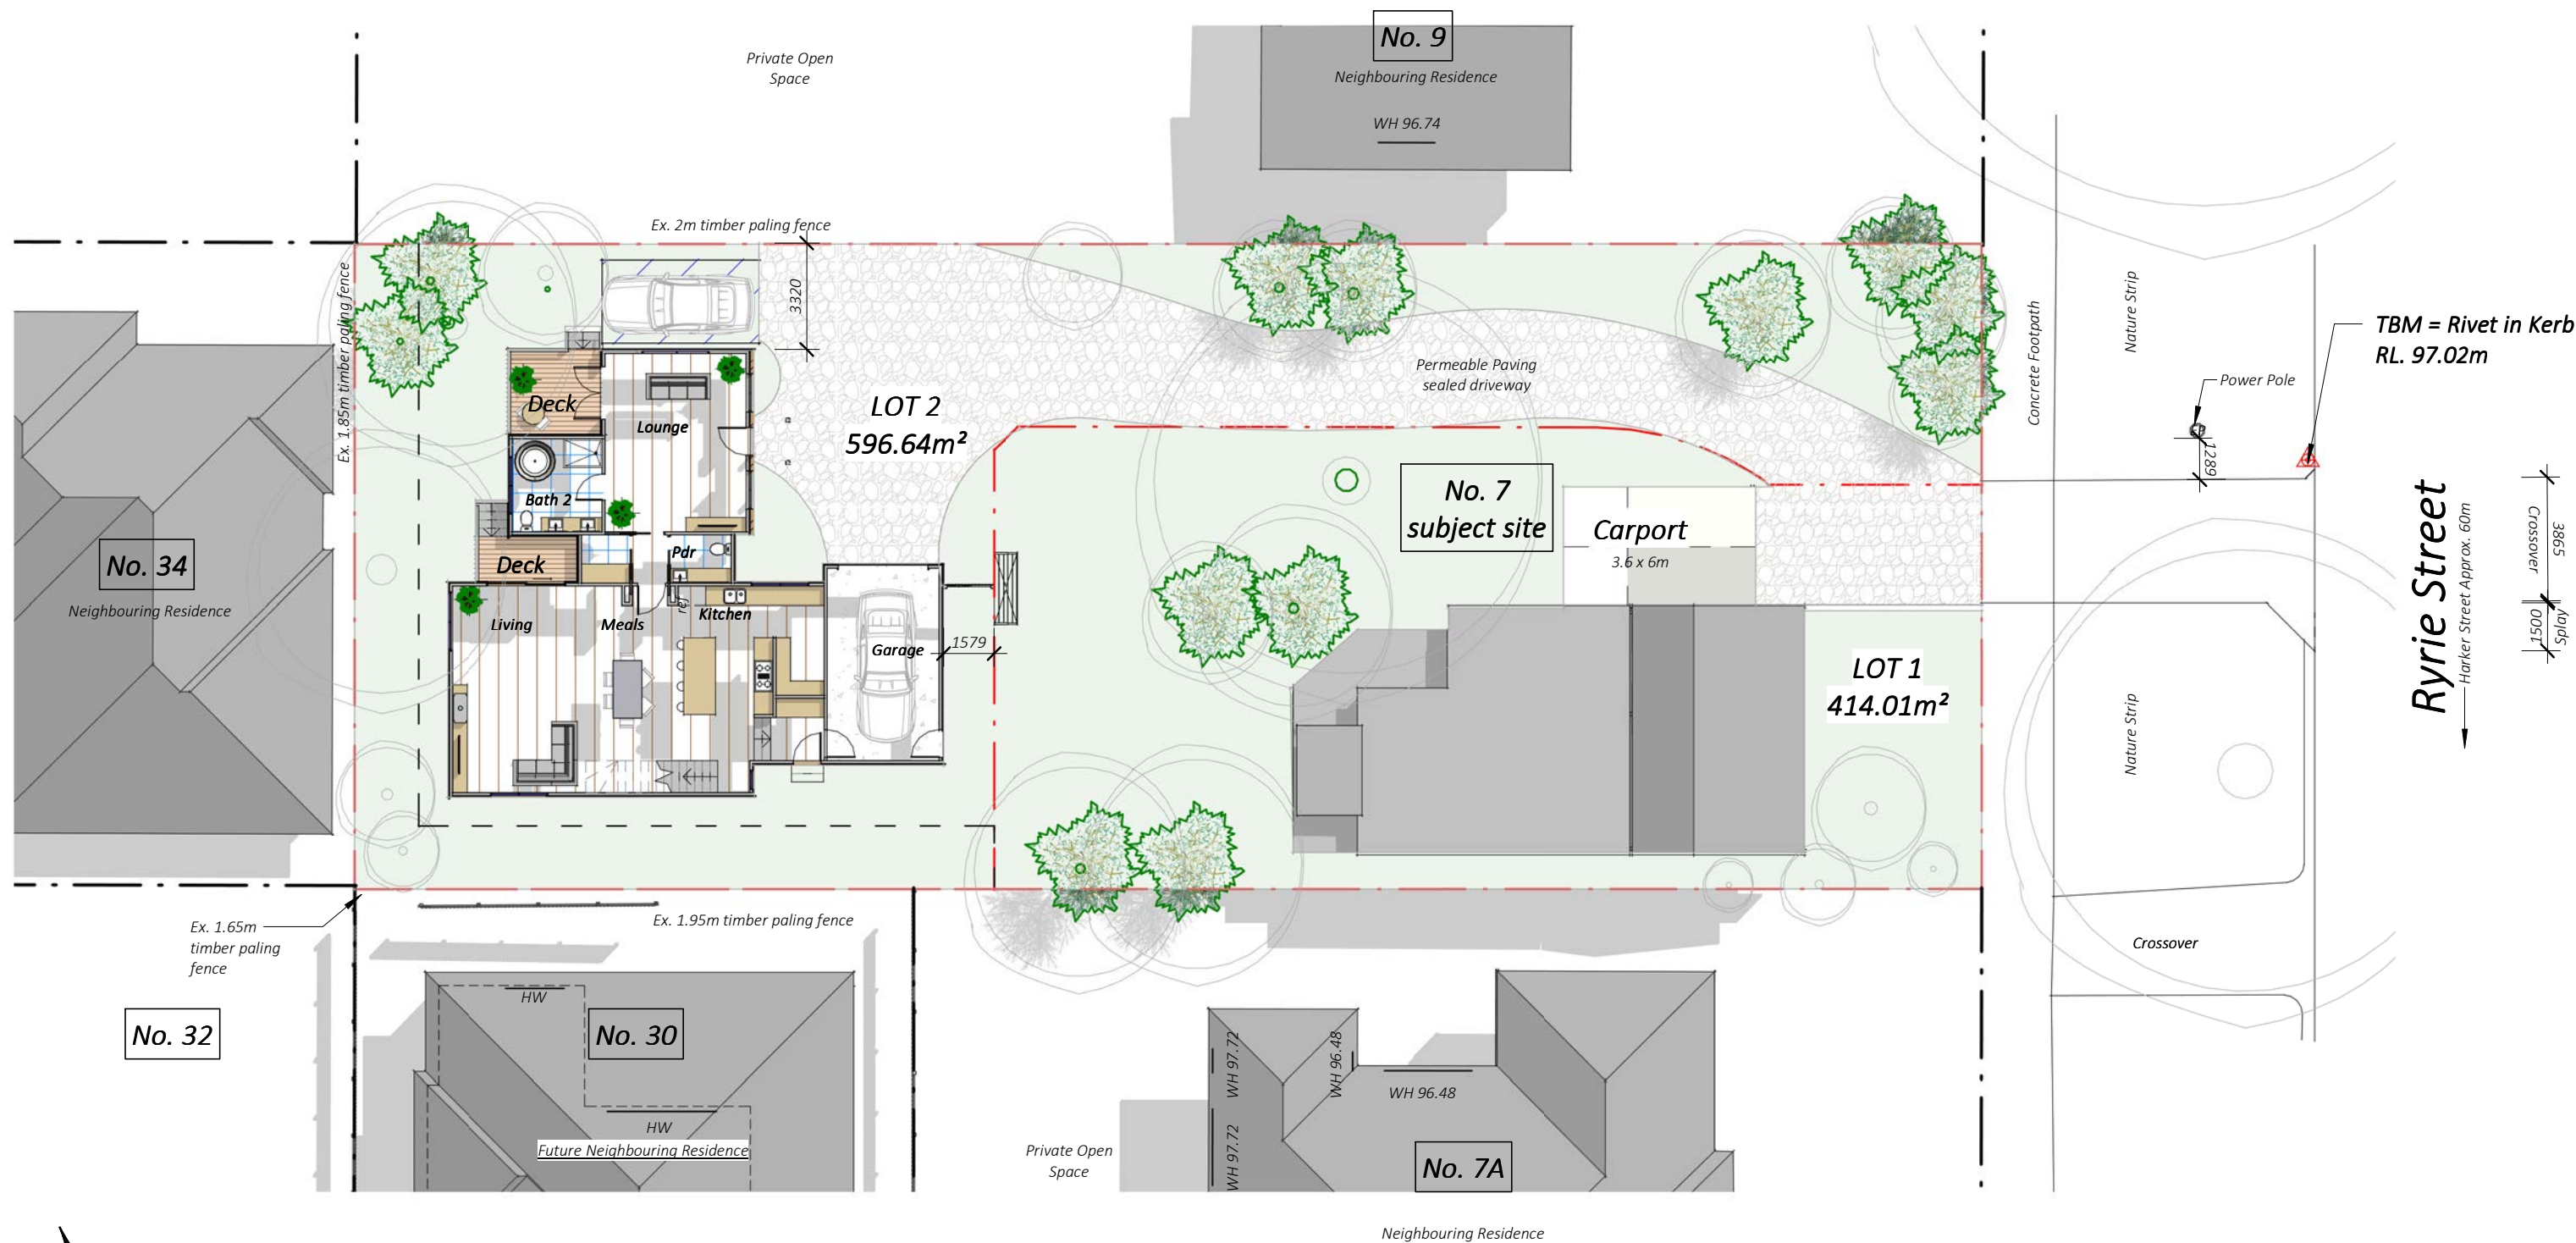 No. 9
Neighbouring Residence
WH 96.74
Private Open
Space
Ex. 2m timber paling fence
Ex. 1.85m timber paling fence
3320
Deck
Lounge
Bath 2
Pdr
Deck
Living
Meals
ref
Kitchen
Garage
1579
LOT 2
596.64m²
Permeable Paving
sealed driveway
No. 7
subject site
Carport
3.6 x 6m
LOT 1
414.01m²
Concrete Footpath
Nature Strip
Power Pole
1289
TBM = Rivet in Kerb
RL. 97.02m
Ryrie Street
Harker Street Approx. 60m
3865
Crossover
1500
Splay
Nature Strip
Crossover
No. 34
Neighbouring Residence
Ex. 1.65m
timber paling
fence
Ex. 1.95m timber paling fence
No. 32
HW
No. 30
HW
Future Neighbouring Residence
Private Open
Space
WH 97.72
WH 97.72
WH 96.48
WH 96.48
No. 7A
Neighbouring Residence